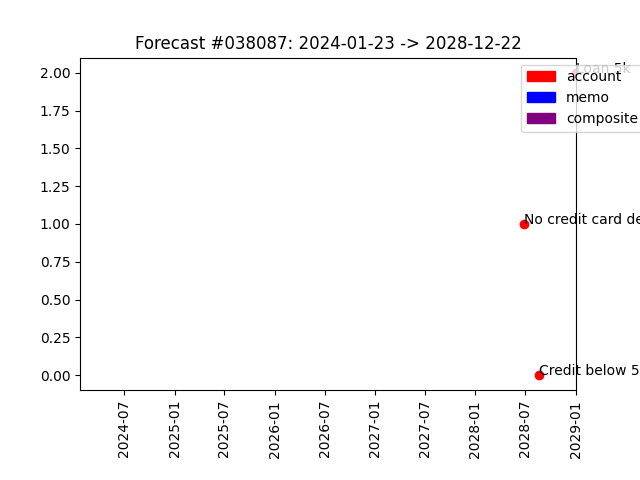 Forecast #038087: 2024-01-23 -> 2028-12-22
2.00
1.75
1.50
1.25
1.00
0.75
0.50
0.25
0.00
Loan 5k
account
memo
composite
No credit card de
Credit below 5
2024-07
2025-01
2025-07
2026-01
2026-07
2027-01
2027-07
2028-01
2028-07
2029-01